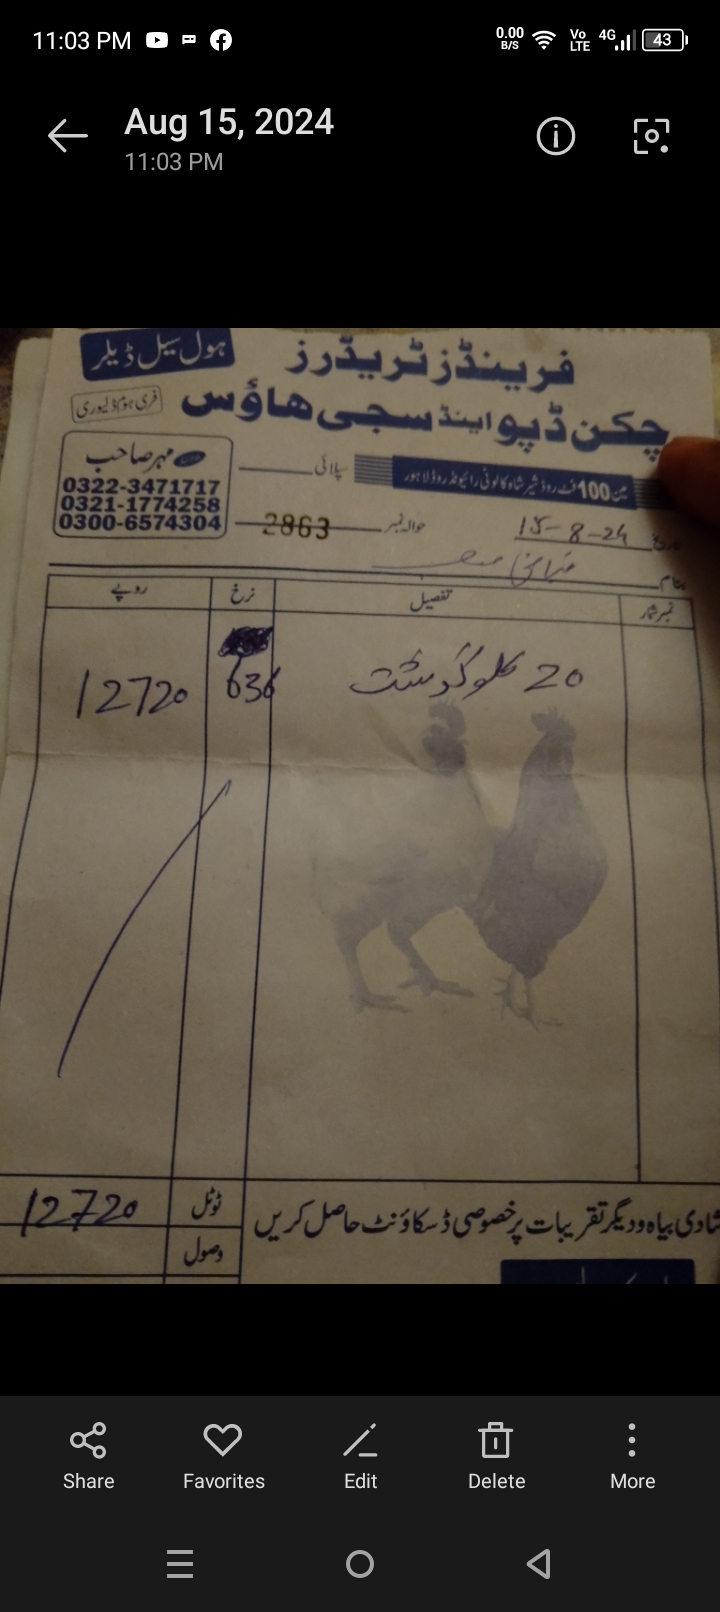 11:03 PM
0.00 B/S Vo LTE 4G 43
Aug 15, 2024
11:03 PM
ہول سیل ڈیلر
فرینڈز ٹریڈرز
فری ہوم ڈلیوری
چکن ڈپو اینڈ سجی ہاؤس
مہر صاحب
0322-3471717
0321-1774258
0300-6574304
سپلائی
مین 100 فٹ روڈ شیر شاہ کالونی رائیونڈ روڈ لاہور
تاریخ 15-8-24
حوالہ نمبر 2863
بنام
نمبر شمار تفصیل نرخ روپے
20 کلو گوشت 636 12720
ٹوٹل 12720
وصول
شادی بیاہ و دیگر تقریبات پر خصوصی ڈسکاؤنٹ حاصل کریں
Share Favorites Edit Delete More